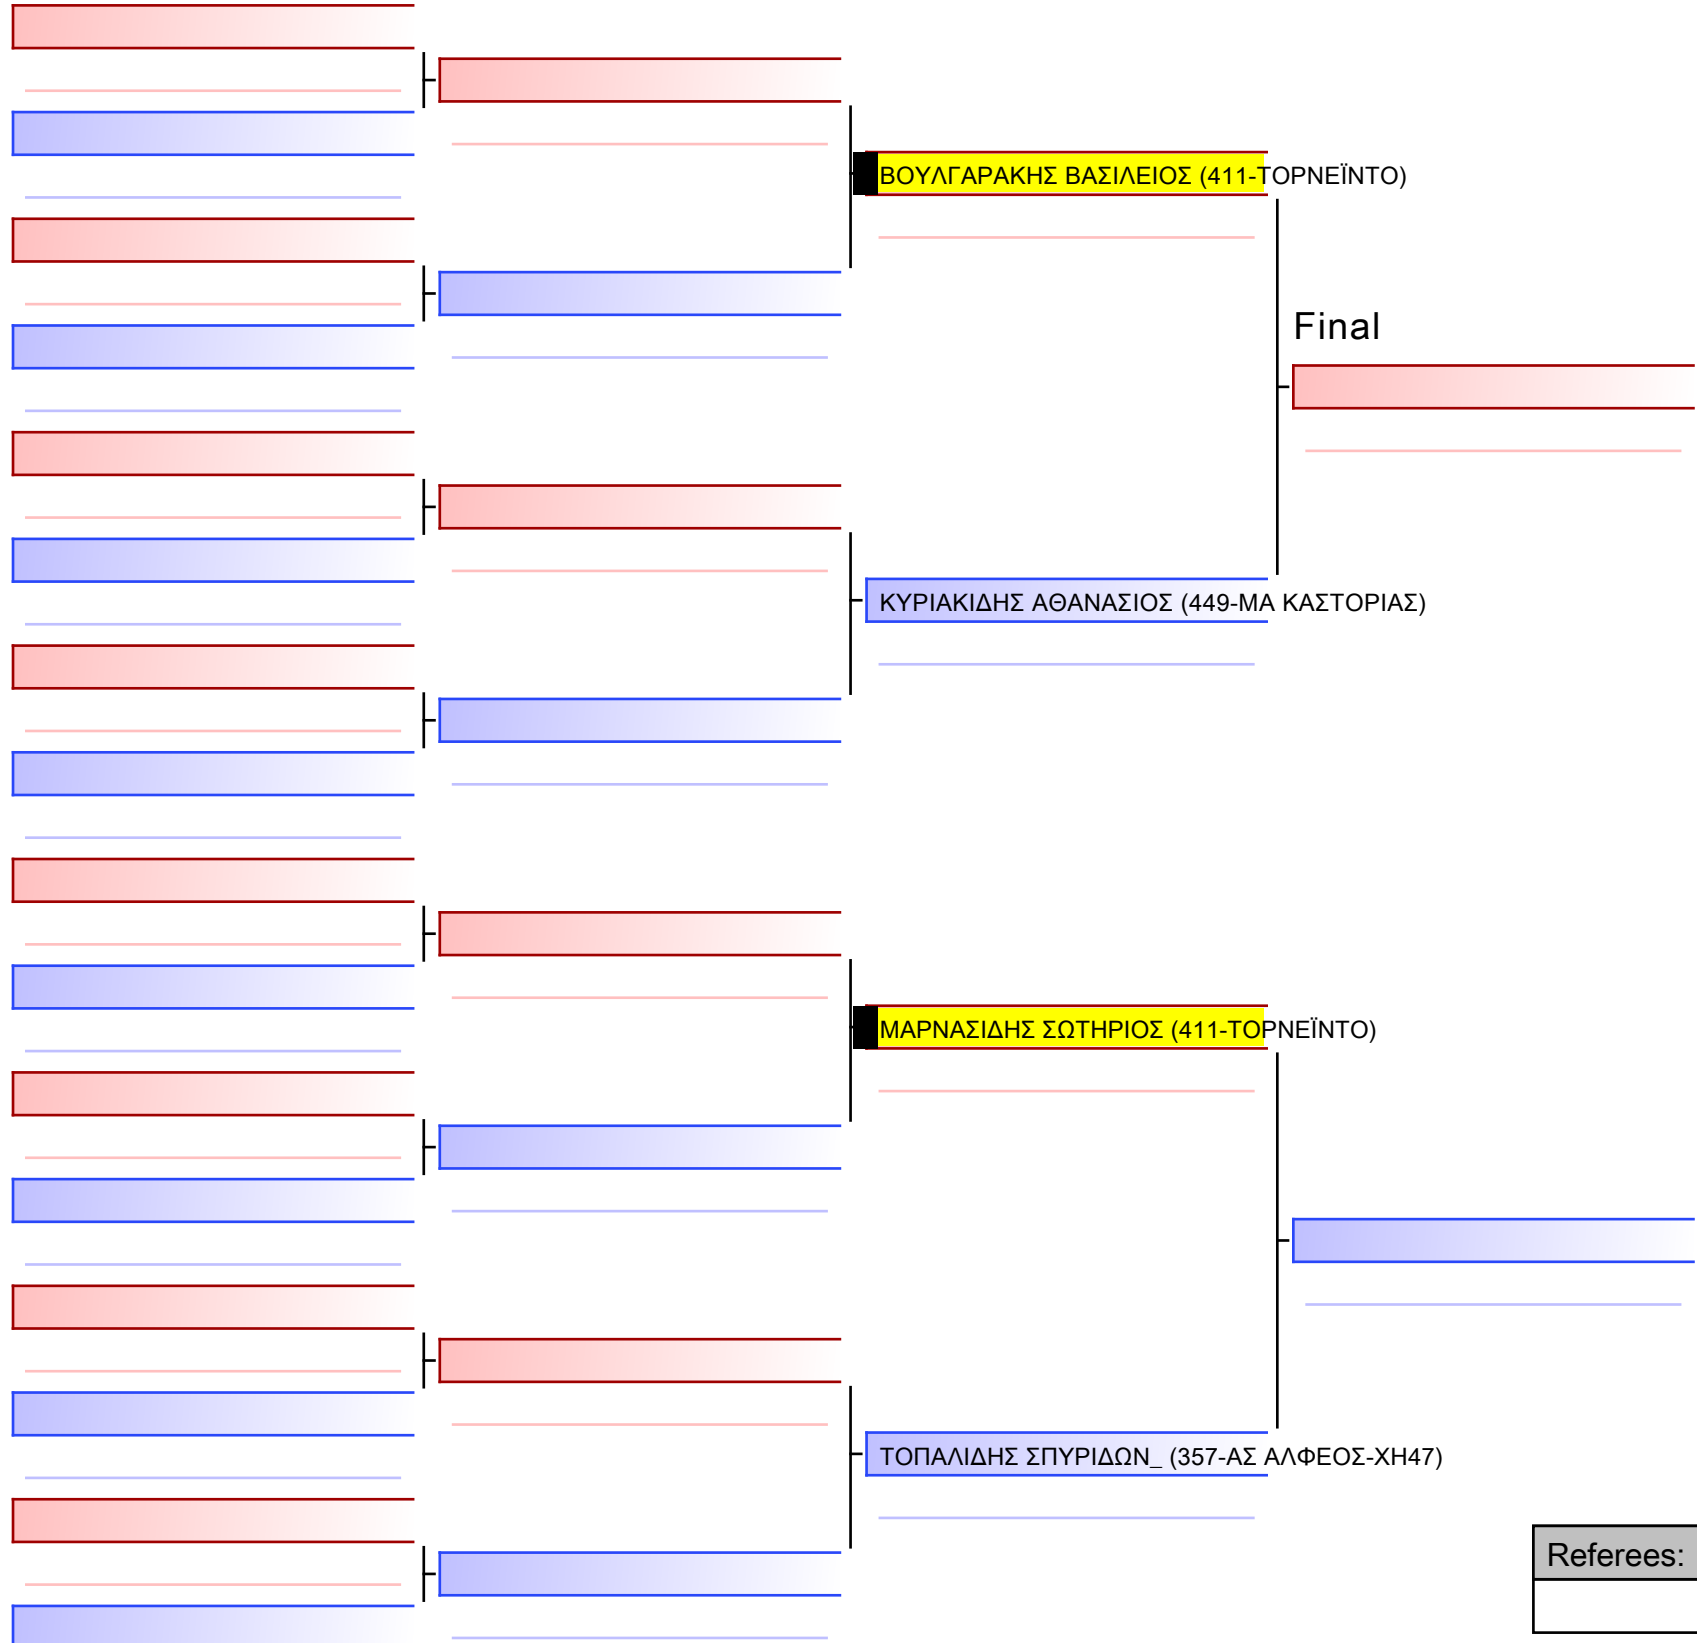 ΒΟΥΛΓΑΡΑΚΗΣ ΒΑΣΙΛΕΙΟΣ (411-ΤΟΡΝΕΪΝΤΟ)
Final
ΚΥΡΙΑΚΙΔΗΣ ΑΘΑΝΑΣΙΟΣ (449-ΜΑ ΚΑΣΤΟΡΙΑΣ)
ΜΑΡΝΑΣΙΔΗΣ ΣΩΤΗΡΙΟΣ (411-ΤΟΡΝΕΪΝΤΟ)
ΤΟΠΑΛΙΔΗΣ ΣΠΥΡΙΔΩΝ_ (357-ΑΣ ΑΛΦΕΟΣ-ΧΗ47)
Referees: